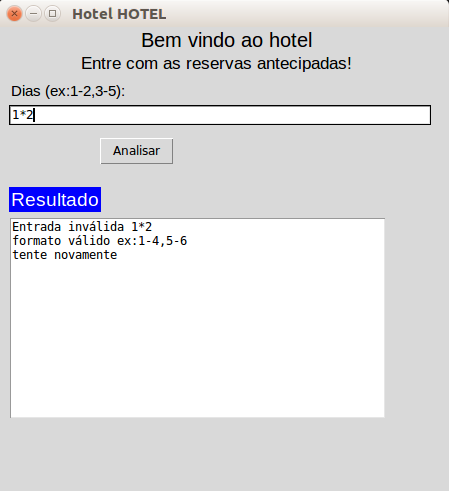 Hotel HOTEL
Bem vindo ao hotel
Entre com as reservas antecipadas!
Dias (ex:1-2,3-5):
1*2
Analisar
Resultado
Entrada inválida 1*2
formato válido ex:1-4,5-6
tente novamente